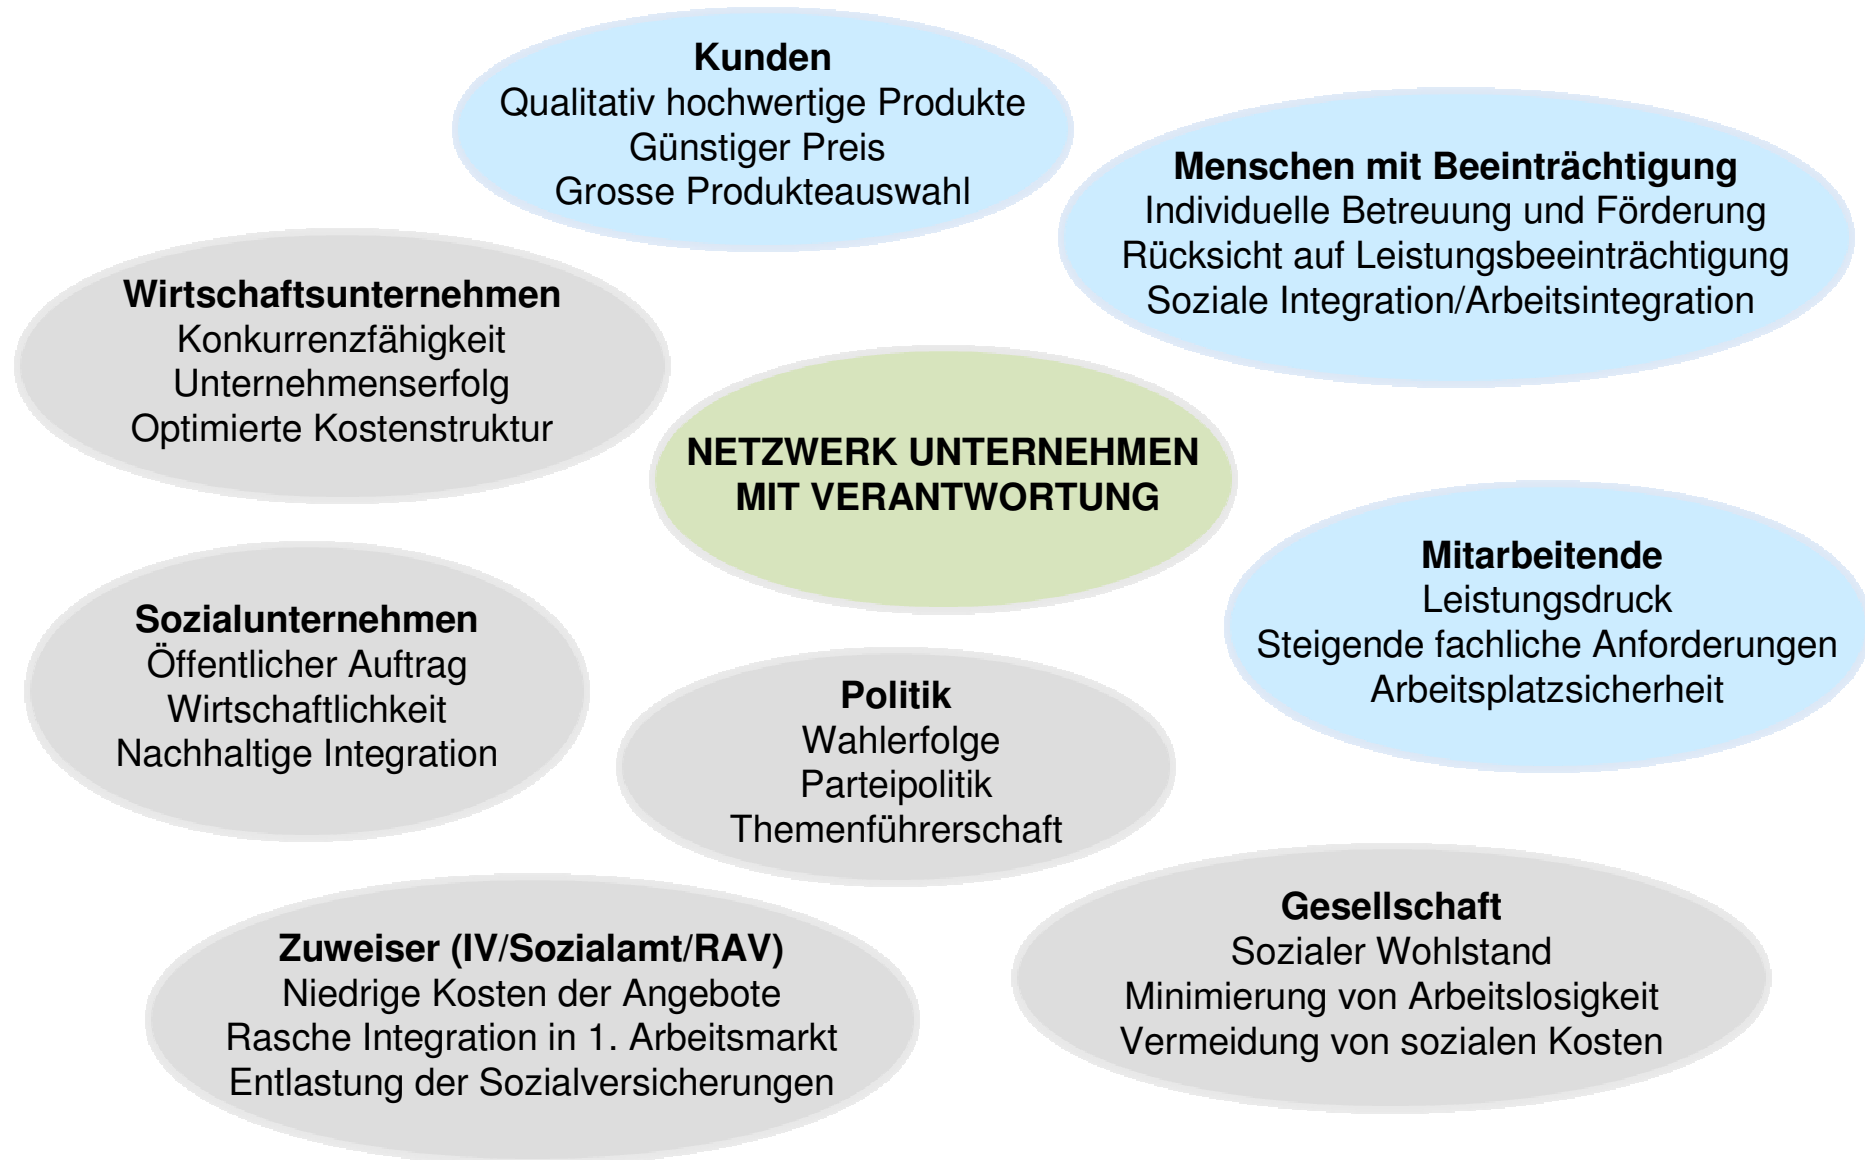 Kunden
Qualitativ hochwertige Produkte
Günstiger Preis
Grosse Produkteauswahl
Menschen mit Beeinträchtigung
Individuelle Betreuung und Förderung
Rücksicht auf Leistungsbeeinträchtigung
Soziale Integration/Arbeitsintegration
Wirtschaftsunternehmen
Konkurrenzfähigkeit
Unternehmenserfolg
Optimierte Kostenstruktur
NETZWERK UNTERNEHMEN
MIT VERANTWORTUNG
Mitarbeitende
Leistungsdruck
Steigende fachliche Anforderungen
Arbeitsplatzsicherheit
Sozialunternehmen
Öffentlicher Auftrag
Wirtschaftlichkeit
Nachhaltige Integration
Politik
Wahlerfolge
Parteipolitik
Themenführerschaft
Zuweiser (IV/Sozialamt/RAV)
Niedrige Kosten der Angebote
Rasche Integration in 1. Arbeitsmarkt
Entlastung der Sozialversicherungen
Gesellschaft
Sozialer Wohlstand
Minimierung von Arbeitslosigkeit
Vermeidung von sozialen Kosten